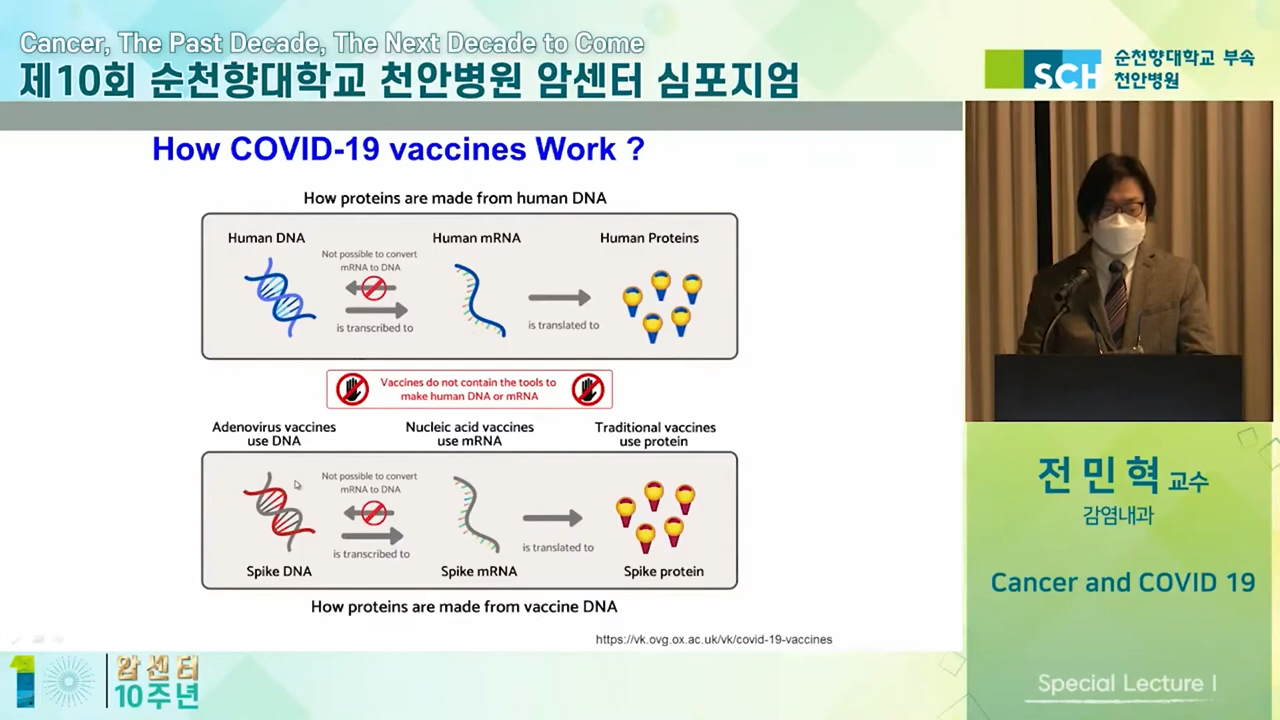 Cancer, The Past Decade, The Next Decade to Come
제10회 순천향대학교 천안병원 암센터 심포지엄
SCH
순천향대학교 부속
천안병원
How COVID-19 vaccines Work ?
How proteins are made from human DNA
Human DNA
Human mRNA
Human Proteins
Not possible to convert
mRNA to DNA
is transcribed to
is translated to
Vaccines do not contain the tools to
make human DNA or mRNA
Adenovirus vaccines
use DNA
Nucleic acid vaccines
use mRNA
Traditional vaccines
use protein
Not possible to convert
mRNA to DNA
is transcribed to
is translated to
Spike DNA
Spike mRNA
Spike protein
How proteins are made from vaccine DNA
https://vk.ovg.ox.ac.uk/vk/covid-19-vaccines
전 민 혁 교수
감염내과
Cancer and COVID 19
Special Lecture I
10
암센터
10주년